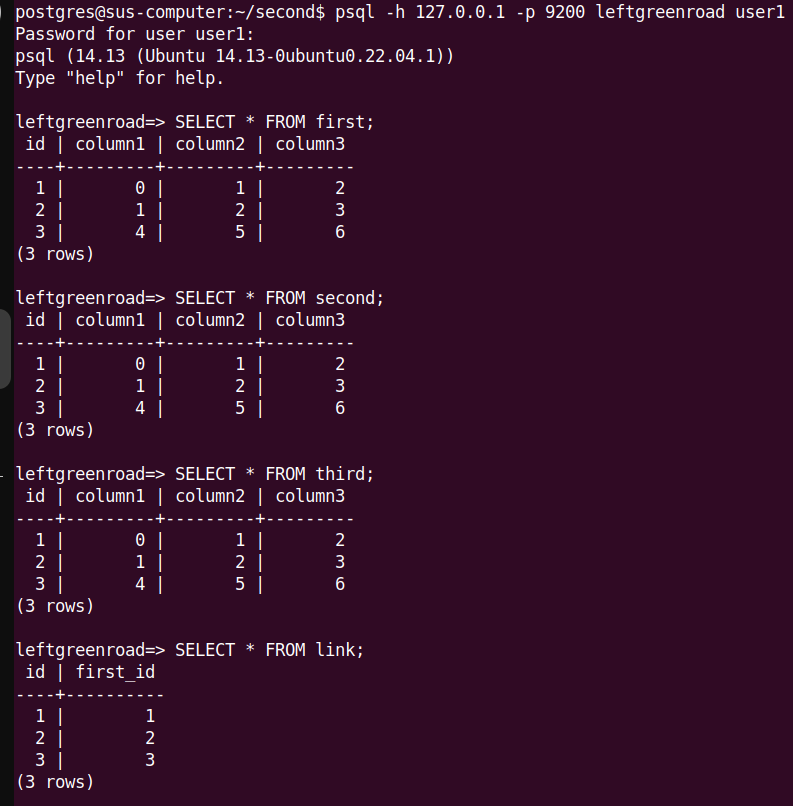 postgres@sus-computer:~/second$ psql -h 127.0.0.1 -p 9200 leftgreenroad user1
Password for user user1:
psql (14.13 (Ubuntu 14.13-0ubuntu0.22.04.1))
Type "help" for help.

leftgreenroad=> SELECT * FROM first;
 id | column1 | column2 | column3
----+---------+---------+---------
  1 |       0 |       1 |       2
  2 |       1 |       2 |       3
  3 |       4 |       5 |       6
(3 rows)

leftgreenroad=> SELECT * FROM second;
 id | column1 | column2 | column3
----+---------+---------+---------
  1 |       0 |       1 |       2
  2 |       1 |       2 |       3
  3 |       4 |       5 |       6
(3 rows)

leftgreenroad=> SELECT * FROM third;
 id | column1 | column2 | column3
----+---------+---------+---------
  1 |       0 |       1 |       2
  2 |       1 |       2 |       3
  3 |       4 |       5 |       6
(3 rows)

leftgreenroad=> SELECT * FROM link;
 id | first_id
----+----------
  1 |        1
  2 |        2
  3 |        3
(3 rows)